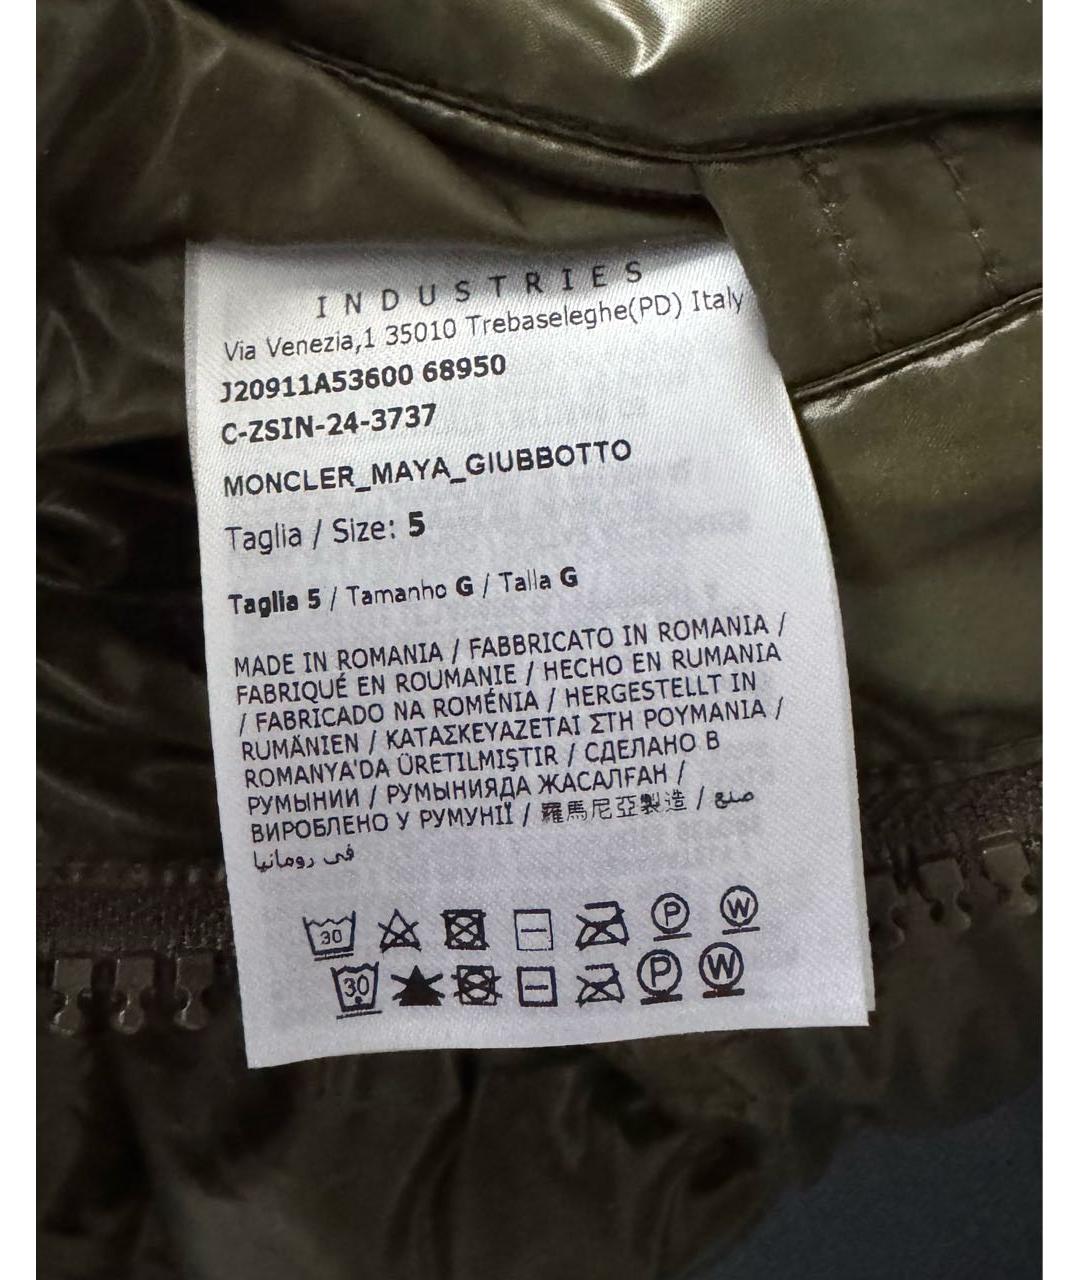 INDUSTRIES
Via Venezia,1 35010 Trebaseleghe(PD) Italy
J20911A53600 68950
C-ZSIN-24-3737
MONCLER_MAYA_GIUBBOTTO
Taglia / Size: 5
Taglia 5 / Tamanho G / Talla G
MADE IN ROMANIA / FABBRICATO IN ROMANIA /
FABRIQUÉ EN ROUMANIE / HECHO EN RUMANIA
/ FABRICADO NA ROMÉNIA / HERGESTELLT IN
RUMÄNIEN / ΚΑΤΑΣΚΕΥΑΖΕΤΑΙ ΣΤΗ ΡΟΥΜΑΝΙΑ /
ROMANYA'DA ÜRETILMIŞTIR / СДЕЛАНО В
РУМЫНИИ / РУМЫНИЯДА ЖАСАЛҒАН /
ВИРОБЛЕНО У РУМУНІЇ / 羅馬尼亞製造 / صنع
في رومانيا
30 P W
30 P W